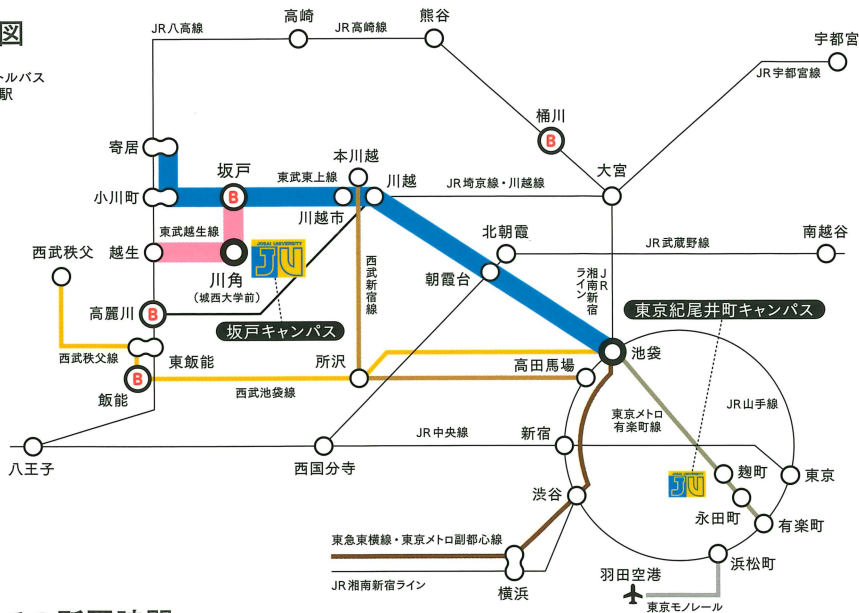 図
高崎
熊谷
宇都宮
JR八高線
JR高崎線
JR宇都宮線
トルバス
駅
桶川
B
大宮
寄居
坂戸
B
本川越
東武東上線
川越
JR埼京線・川越線
小川町
川越市
東武越生線
JOSAI UNIVERSITY
JU
西武秩父
越生
川角
(城西大学前)
西武新宿線
北朝霞
JR武蔵野線
南越谷
朝霞台
JR
湘南新宿
ライン
高麗川
B
坂戸キャンパス
東京紀尾井町キャンパス
西武秩父線
東飯能
所沢
高田馬場
池袋
B
飯能
西武池袋線
東京メトロ
有楽町線
JR山手線
JR中央線
新宿
八王子
西国分寺
麹町
東京
JU
渋谷
永田町
有楽町
東急東横線・東京メトロ副都心線
浜松町
JR湘南新宿ライン
横浜
羽田空港
東京モノレール